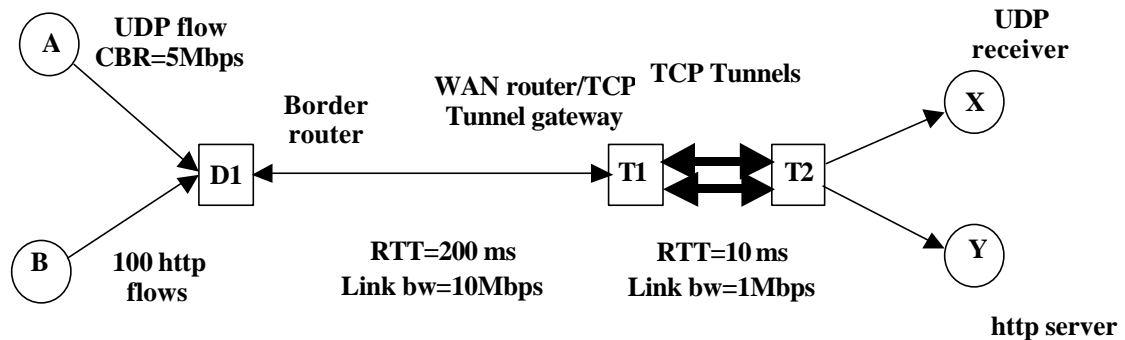 A
UDP flow
CBR=5Mbps
UDP
receiver
TCP Tunnels
WAN router/TCP
Tunnel gateway
Border
router
X
D1
T1
T2
B
100 http
flows
RTT=200 ms
Link bw=10Mbps
RTT=10 ms
Link bw=1Mbps
Y
http server